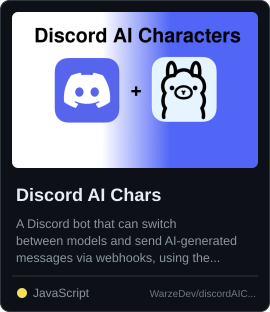 Discord AI Characters
+
Discord AI Chars
A Discord bot that can switch
between models and send AI-generated
messages via webhooks, using the...
JavaScript
WarzeDev/discordAIC...